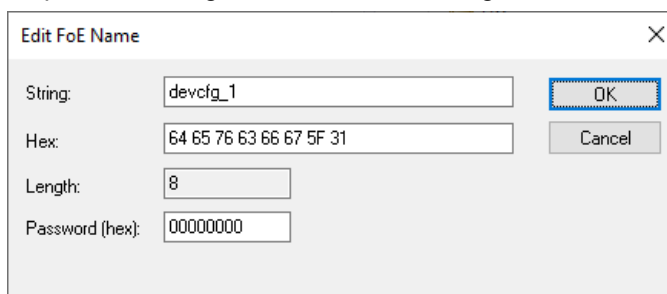 Edit FoE Name
String: devcfg_1 OK
Hex: 64 65 76 63 66 67 5F 31 Cancel
Length: 8
Password (hex): 00000000